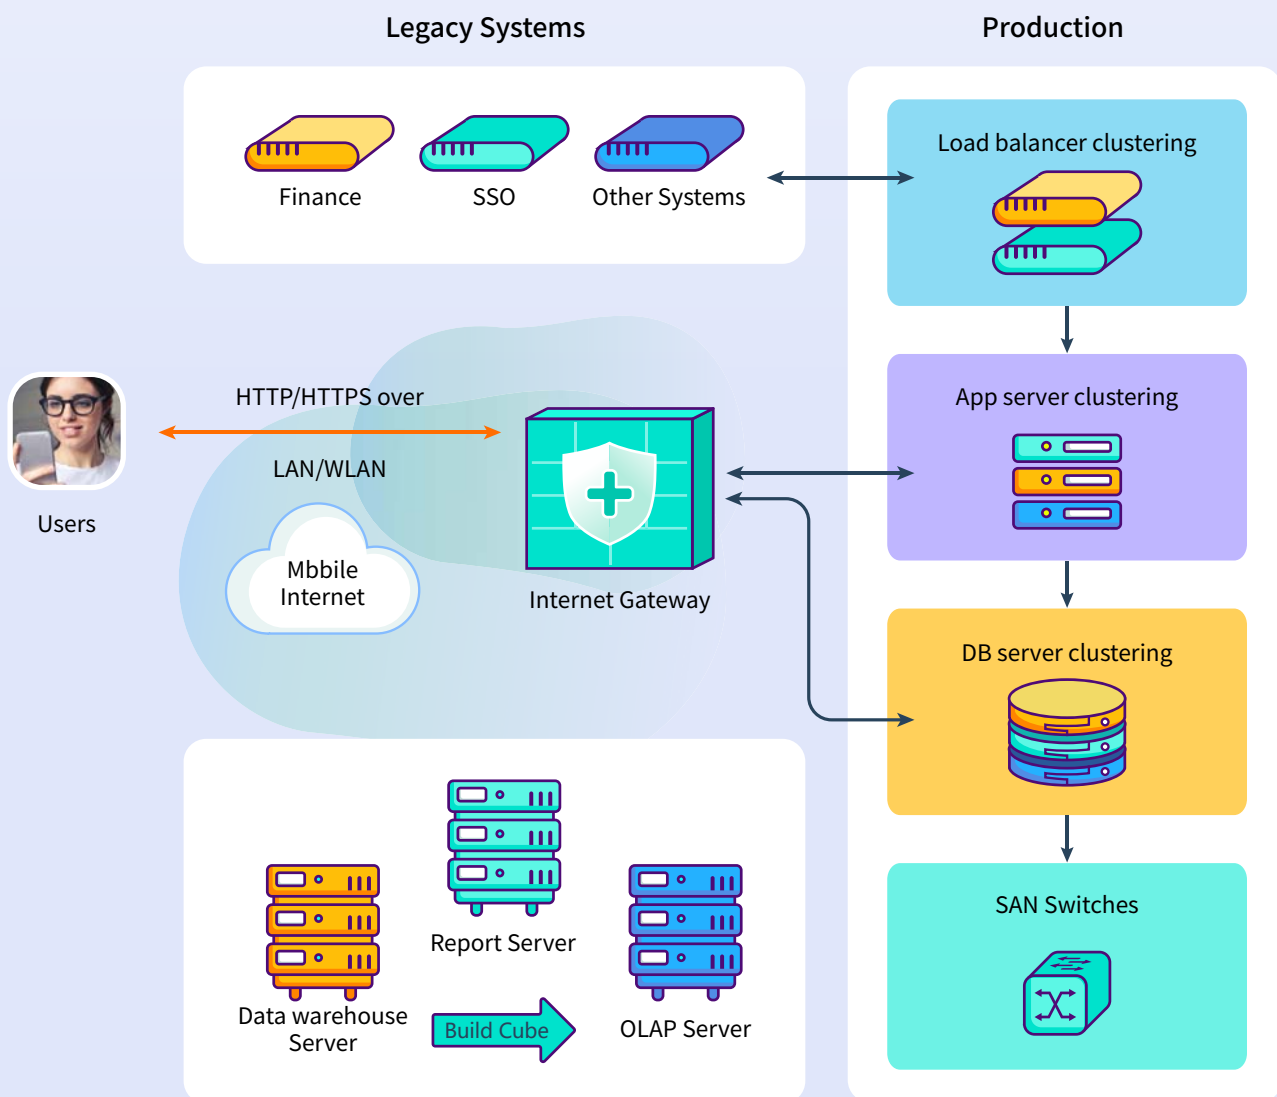 Legacy Systems
Production
Finance
SSO
Other Systems
Load balancer clustering
HTTP/HTTPS over
LAN/WLAN
Users
Mbbile
Internet
Internet Gateway
App server clustering
DB server clustering
Report Server
Data warehouse
Server
Build Cube
OLAP Server
SAN Switches